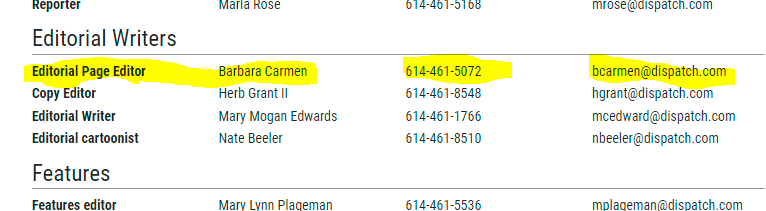 Reporter Marla Rose 614-461-5168 mrose@dispatch.com
Editorial Writers
Editorial Page Editor Barbara Carmen 614-461-5072 bcarmen@dispatch.com
Copy Editor Herb Grant II 614-461-8548 hgrant@dispatch.com
Editorial Writer Mary Mogan Edwards 614-461-1766 mcedward@dispatch.com
Editorial cartoonist Nate Beeler 614-461-8510 nbeeler@dispatch.com
Features
Features editor Mary Lynn Plageman 614-461-5536 mplageman@dispatch.com